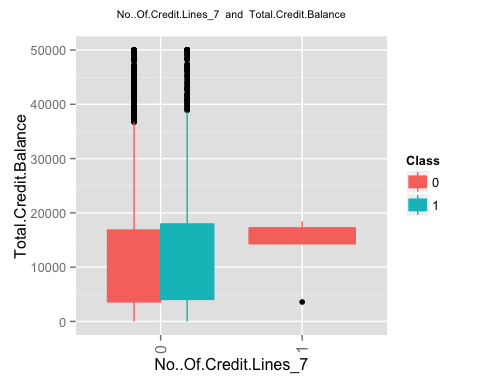 No..Of.Credit.Lines_7 and Total.Credit.Balance
50000
40000
30000
20000
10000
0
Total.Credit.Balance
0
1
No..Of.Credit.Lines_7
Class
0
1